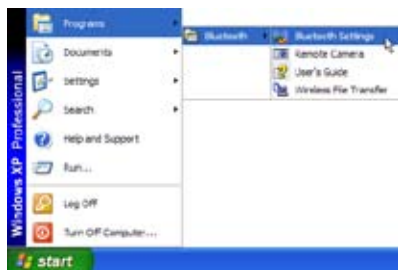 Programs
Documents
Settings
Search
Help and Support
Run...
Log Off
Turn Off Computer...
Bluetooth
Bluetooth Settings
Remote Camera
User's Guide
Wireless File Transfer
Windows XP Professional
start